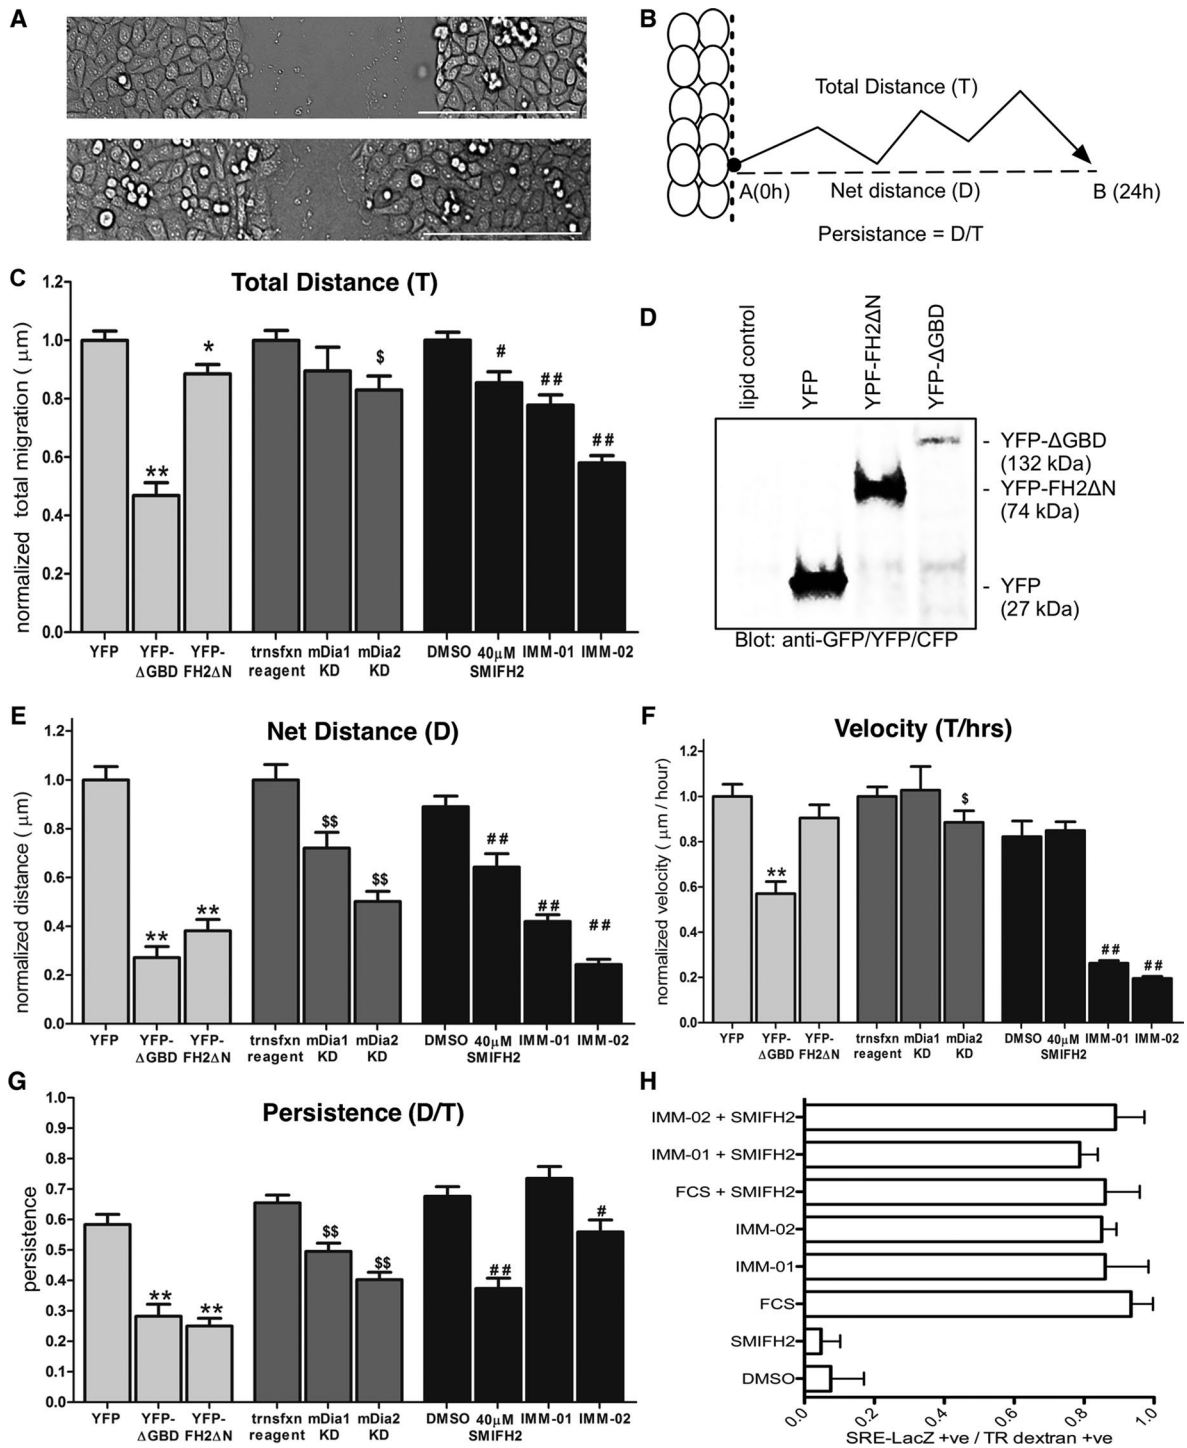 A
B
Total Distance (T)
A(0h)
Net distance (D)
B (24h)
Persistance = D/T
C
Total Distance (T)
normalized total migration ( μm)
1.2
1.0
0.8
0.6
0.4
0.2
0.0
**
*
$
#
##
##
YFP
YFP-ΔGBD
YFP-FH2ΔN
trnsfxn reagent
mDia1 KD
mDia2 KD
DMSO
40μM SMIFH2
IMM-01
IMM-02
D
lipid control
YFP
YPF-FH2ΔN
YFP-ΔGBD
- YFP-ΔGBD
(132 kDa)
- YFP-FH2ΔN
(74 kDa)
- YFP
(27 kDa)
Blot: anti-GFP/YFP/CFP
E
Net Distance (D)
normalized distance ( μm)
1.2
1.0
0.8
0.6
0.4
0.2
0.0
**
**
$$
$$
##
##
##
YFP
YFP-ΔGBD
YFP-FH2ΔN
trnsfxn reagent
mDia1 KD
mDia2 KD
DMSO
40μM SMIFH2
IMM-01
IMM-02
F
Velocity (T/hrs)
normalized velocity ( μm / hour)
1.2
1.0
0.8
0.6
0.4
0.2
0.0
**
$
##
##
YFP
YFP-ΔGBD
YFP-FH2ΔN
trnsfxn reagent
mDia1 KD
mDia2 KD
DMSO
40μM SMIFH2
IMM-01
IMM-02
G
Persistence (D/T)
persistence
1.0
0.9
0.8
0.7
0.6
0.5
0.4
0.3
0.2
0.1
0.0
**
**
$$
$$
##
#
YFP
YFP-ΔGBD
YFP-FH2ΔN
trnsfxn reagent
mDia1 KD
mDia2 KD
DMSO
40μM SMIFH2
IMM-01
IMM-02
H
IMM-02 + SMIFH2
IMM-01 + SMIFH2
FCS + SMIFH2
IMM-02
IMM-01
FCS
SMIFH2
DMSO
0.0
0.2
0.4
0.6
0.8
1.0
SRE-LacZ +ve / TR dextran +ve